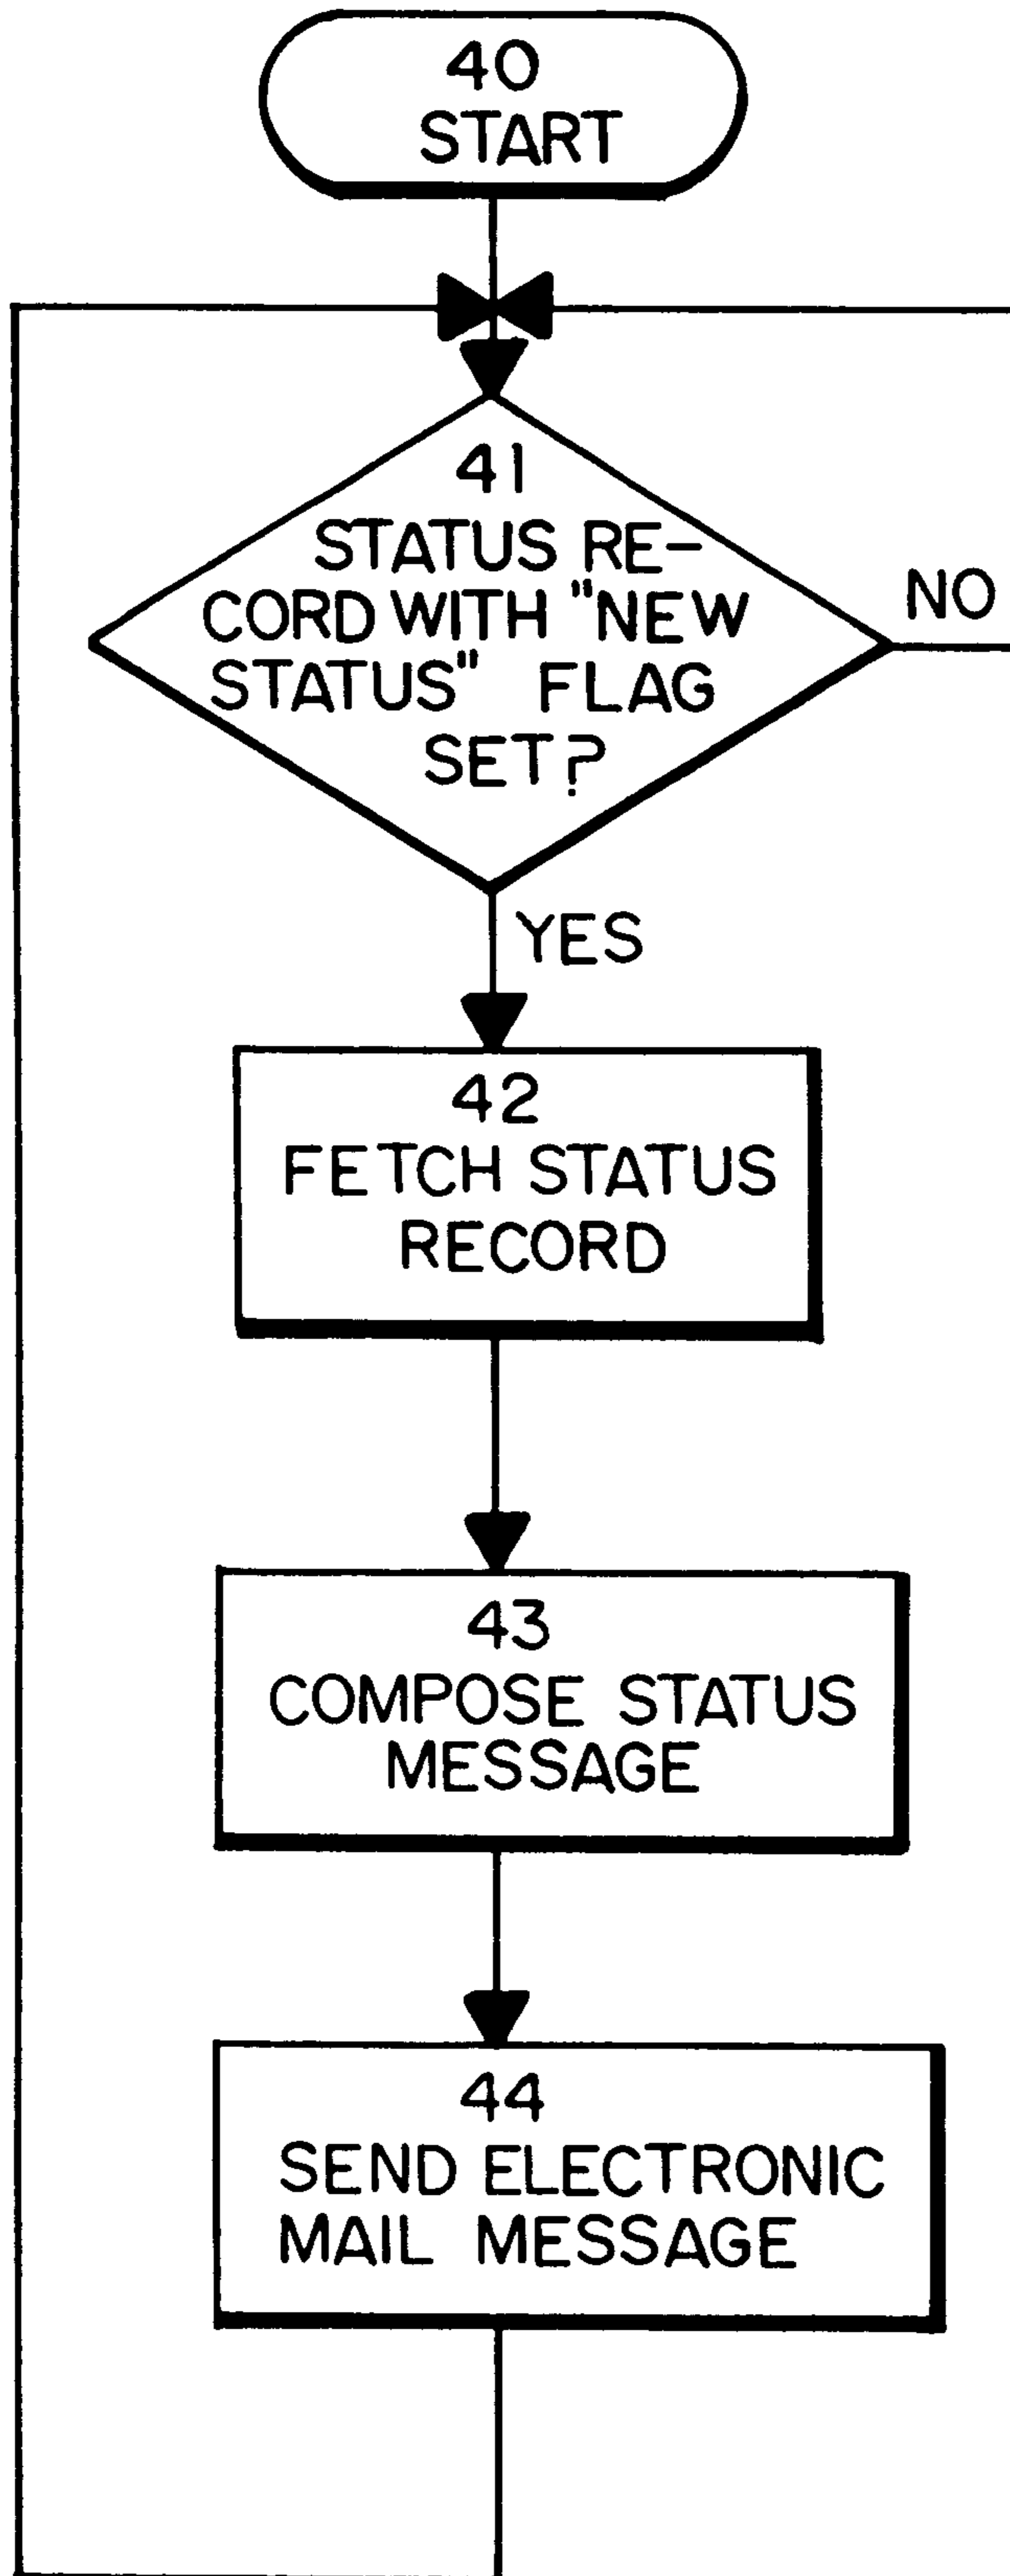 40
START
41
STATUS RE-
CORD WITH "NEW
STATUS" FLAG
SET?
NO
YES
42
FETCH STATUS
RECORD
43
COMPOSE STATUS
MESSAGE
44
SEND ELECTRONIC
MAIL MESSAGE